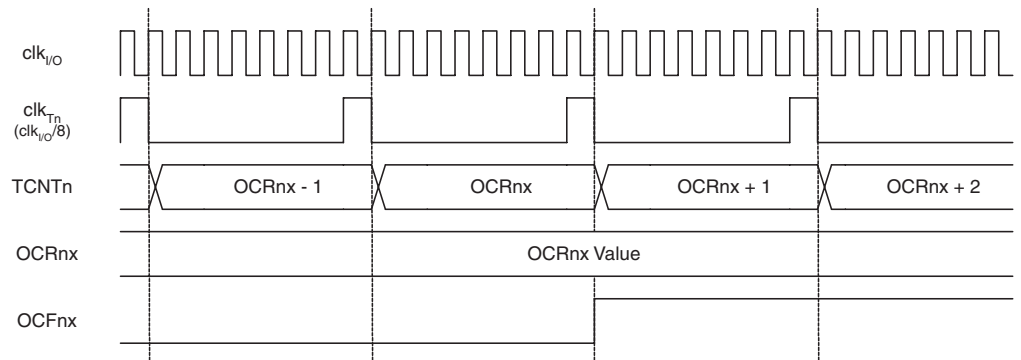 clkI/O
clkTn
(clkI/O/8)
TCNTn OCRnx - 1 OCRnx OCRnx + 1 OCRnx + 2
OCRnx OCRnx Value
OCFnx